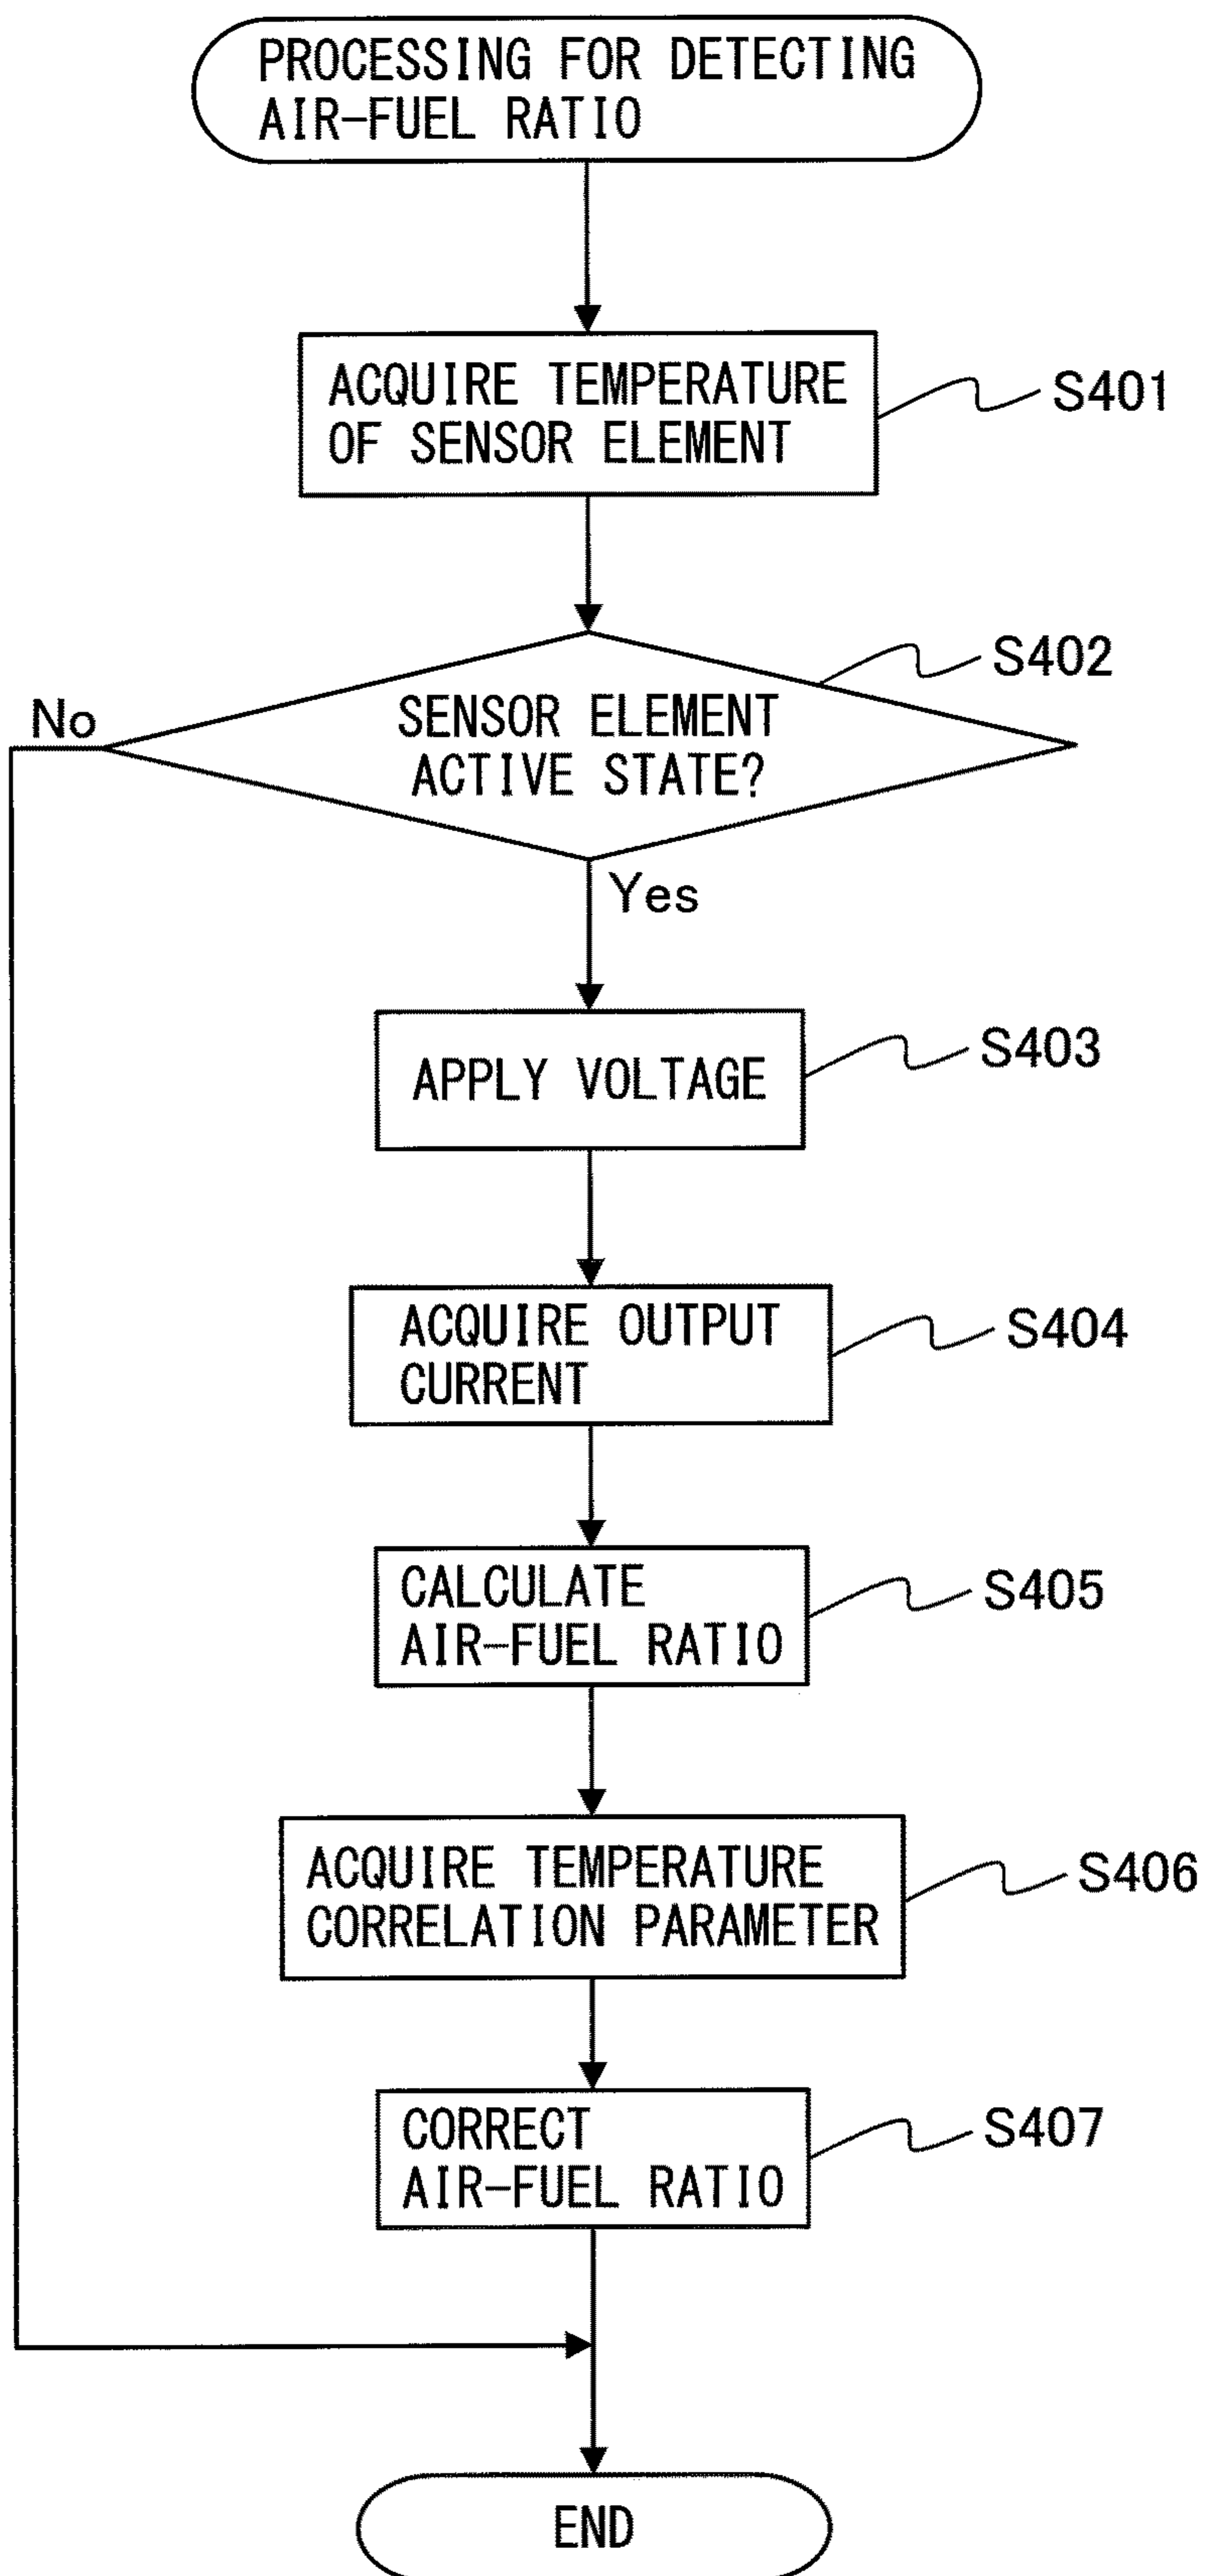 PROCESSING FOR DETECTING
AIR-FUEL RATIO
ACQUIRE TEMPERATURE
OF SENSOR ELEMENT
S401
S402
No
SENSOR ELEMENT
ACTIVE STATE?
Yes
APPLY VOLTAGE
S403
ACQUIRE OUTPUT
CURRENT
S404
CALCULATE
AIR-FUEL RATIO
S405
ACQUIRE TEMPERATURE
CORRELATION PARAMETER
S406
CORRECT
AIR-FUEL RATIO
S407
END